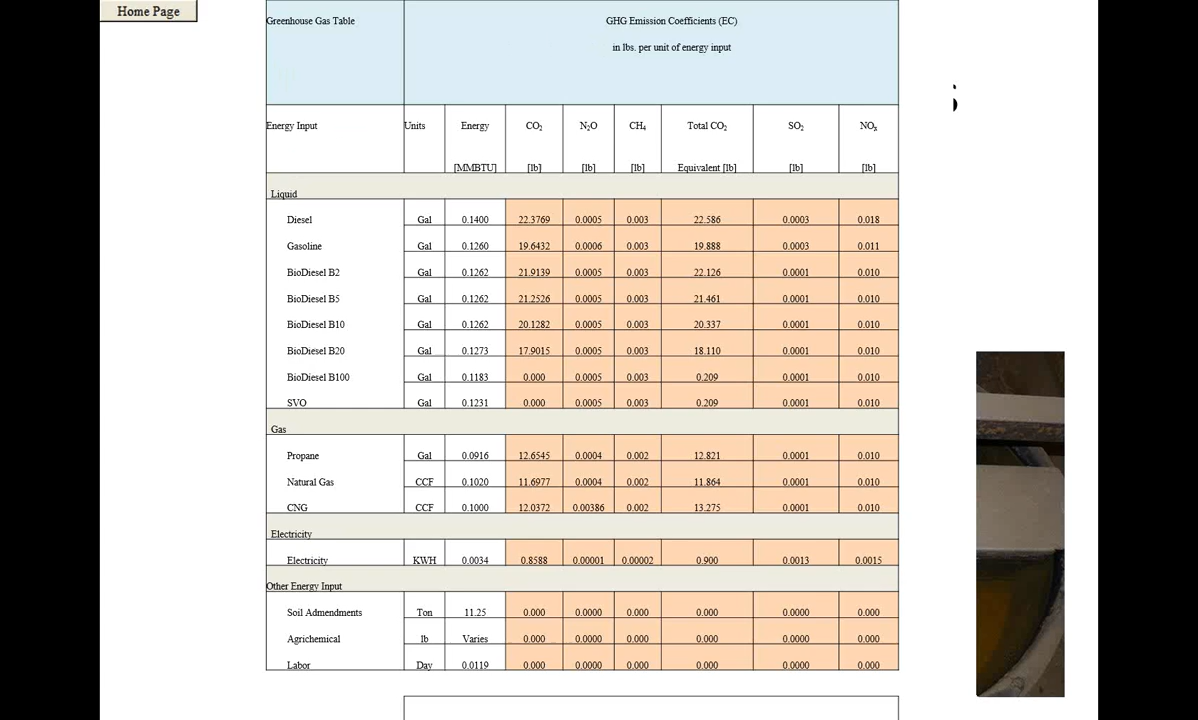 Home Page
Greenhouse Gas Table GHG Emission Coefficients (EC)
in lbs. per unit of energy input
Energy Input Units Energy CO₂ N₂O CH₄ Total CO₂ SO₂ NOₓ
[MMBTU] [lb] [lb] [lb] Equivalent [lb] [lb] [lb]
Liquid
Diesel Gal 0.1400 22.3769 0.0005 0.003 22.586 0.0003 0.018
Gasoline Gal 0.1260 19.6432 0.0006 0.003 19.888 0.0003 0.011
BioDiesel B2 Gal 0.1262 21.9139 0.0005 0.003 22.126 0.0001 0.010
BioDiesel B5 Gal 0.1262 21.2526 0.0005 0.003 21.461 0.0001 0.010
BioDiesel B10 Gal 0.1262 20.1282 0.0005 0.003 20.337 0.0001 0.010
BioDiesel B20 Gal 0.1273 17.9015 0.0005 0.003 18.110 0.0001 0.010
BioDiesel B100 Gal 0.1183 0.000 0.0005 0.003 0.209 0.0001 0.010
SVO Gal 0.1231 0.000 0.0005 0.003 0.209 0.0001 0.010
Gas
Propane Gal 0.0916 12.6545 0.0004 0.002 12.821 0.0001 0.010
Natural Gas CCF 0.1020 11.6977 0.0004 0.002 11.864 0.0001 0.010
CNG CCF 0.1000 12.0372 0.00386 0.002 13.275 0.0001 0.010
Electricity
Electricity KWH 0.0034 0.8588 0.00001 0.00002 0.900 0.0013 0.0015
Other Energy Input
Soil Admendments Ton 11.25 0.000 0.0000 0.000 0.000 0.0000 0.000
Agrichemical lb Varies 0.000 0.0000 0.000 0.000 0.0000 0.000
Labor Day 0.0119 0.000 0.0000 0.000 0.000 0.0000 0.000